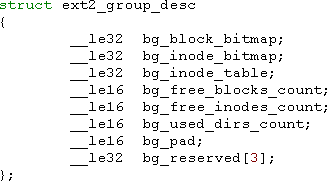 struct ext2_group_desc
{
__le32 bg_block_bitmap;
__le32 bg_inode_bitmap;
__le32 bg_inode_table;
__le16 bg_free_blocks_count;
__le16 bg_free_inodes_count;
__le16 bg_used_dirs_count;
__le16 bg_pad;
__le32 bg_reserved[3];
};